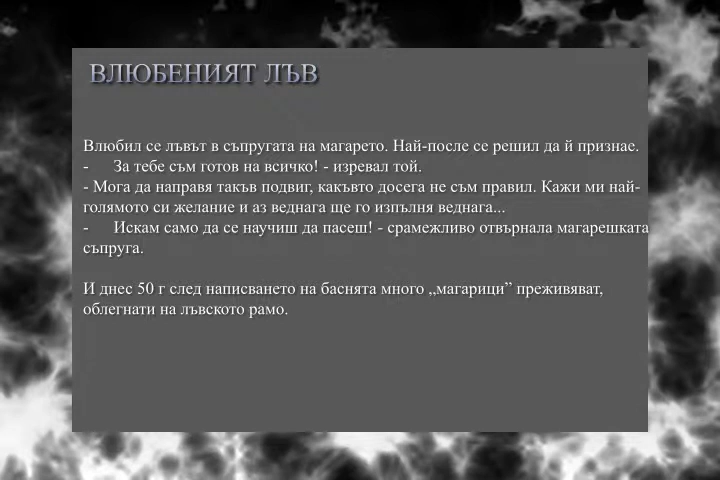 ВЛЮБЕНИЯТ ЛЪВ
Влюбил се лъвът в съпругата на магарето. Най-после се решил да й признае.
- За тебе съм готов на всичко! - изревал той.
- Мога да направя такъв подвиг, какъвто досега не съм правил. Кажи ми най-
голямото си желание и аз веднага ще го изпълня веднага...
- Искам само да се научиш да пасеш! - срамежливо отвърнала магарешката
съпруга.
И днес 50 г след написването на баснята много „магарици” преживяват,
облегнати на лъвското рамо.